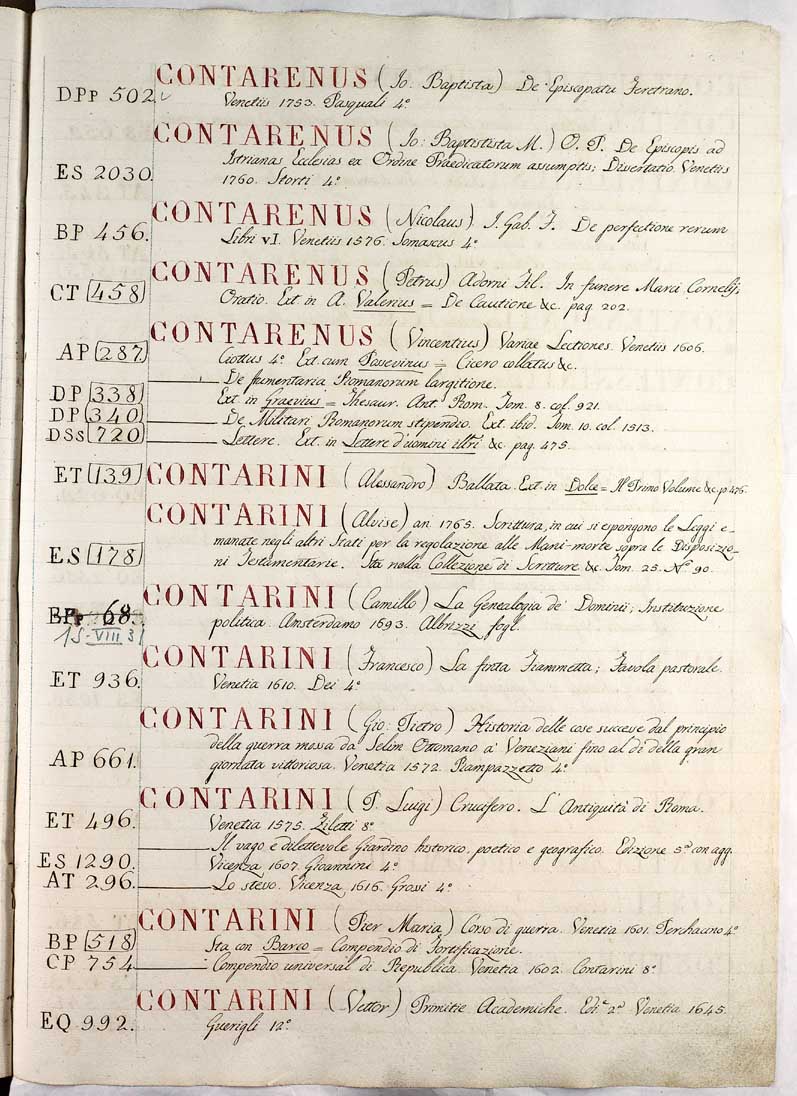 CONTARENUS (Jo: Baptista) De Episcopatu Feretrano.
DPp 502. Venetiis 1753. Pasquali 4°
CONTARENUS (Jo: Baptistista M.) O. P. De Episcopis ad
Istrianas Ecclesias ex Ordine Praedicatorum assumptis; Dissertatio. Venetiis
ES 2030. 1760. Storti 4°
CONTARENUS (Nicolaus) J. Gab. F. De perfectione rerum
BP 456. Libri VI. Venetiis 1576. Somascus 4°
CONTARENUS (Petrus) Adorni Fil. In funere Marci Cornelij,
CT 458 Oratio. Ext. in A. Valerius = De Cautione &c. pag. 202.
CONTARENUS (Vincentius) Variae Lectiones. Venetiis 1606.
AP 287 Ciottus 4° Ext. cum Possevinus = Cicero collatus &c.
De frumentaria Romanorum largitione.
DP 338 Ext. in Graevius = Thesaur. Ant. Rom. Tom. 8. col. 921.
DP 340 De Militari Romanorum stipendio. Ext. ibid. Tom. 10. col. 1513.
DSs 720 Lettere. Ext. in Lettere d'uomini illri &c. pag. 475.
ET 139 CONTARINI (Alessandro) Ballata. Ext. in Dolce = Il Primo Volume &c. p. 476.
CONTARINI (Alvise) an. 1765. Scrittura, in cui si espongono le Leggi e-
manate negli altri Stati per la regolazione alle Mani-morte sopra le Disposizio-
ES 178 ni Testamentarie. Sta nella Collezione di Scritture &c. Tom. 25. N° 90.
CONTARINI (Camillo) La Genealogia de' Dominii; Instituzione
68. politica. Amsterdamo 1693. Albrizzi fogl.
15-VIII 31
CONTARINI (Francesco) La finta Fiammetta; Favola pastorale.
ET 936. Venetia 1610. Dei 4°
CONTARINI (Gio: Pietro) Historia delle cose successe dal principio
della guerra mossa da Selin Ottomano a' Veneziani fino al di della gran
AP 661. giornata vittoriosa. Venetia 1572. Rampazzetto 4°
CONTARINI (P. Luigi) Crucifero. L'Antiquità di Roma.
ET 496. Venetia 1575. Ziletti 8°
Il vago e dilettevole Giardino historico, poetico e geografico. Edizione 5ª con agg.
ES 1290. Vicenza 1607. Gioannini 4°
AT 296. Lo stesso. Vicenza, 1616. Grossi 4°
CONTARINI (Pier Maria) Corso di guerra. Venetia 1601. Perchacino 4°
BP 518 Sta con Barco = Compendio di Fortificazione.
CP 754 Compendio universal di Republica. Venetia 1602. Contarini 8°
CONTARINI (Vettor) Primitie Academiche. Ediz. 2ª Venetia 1645.
EQ 992. Guerigli 12°